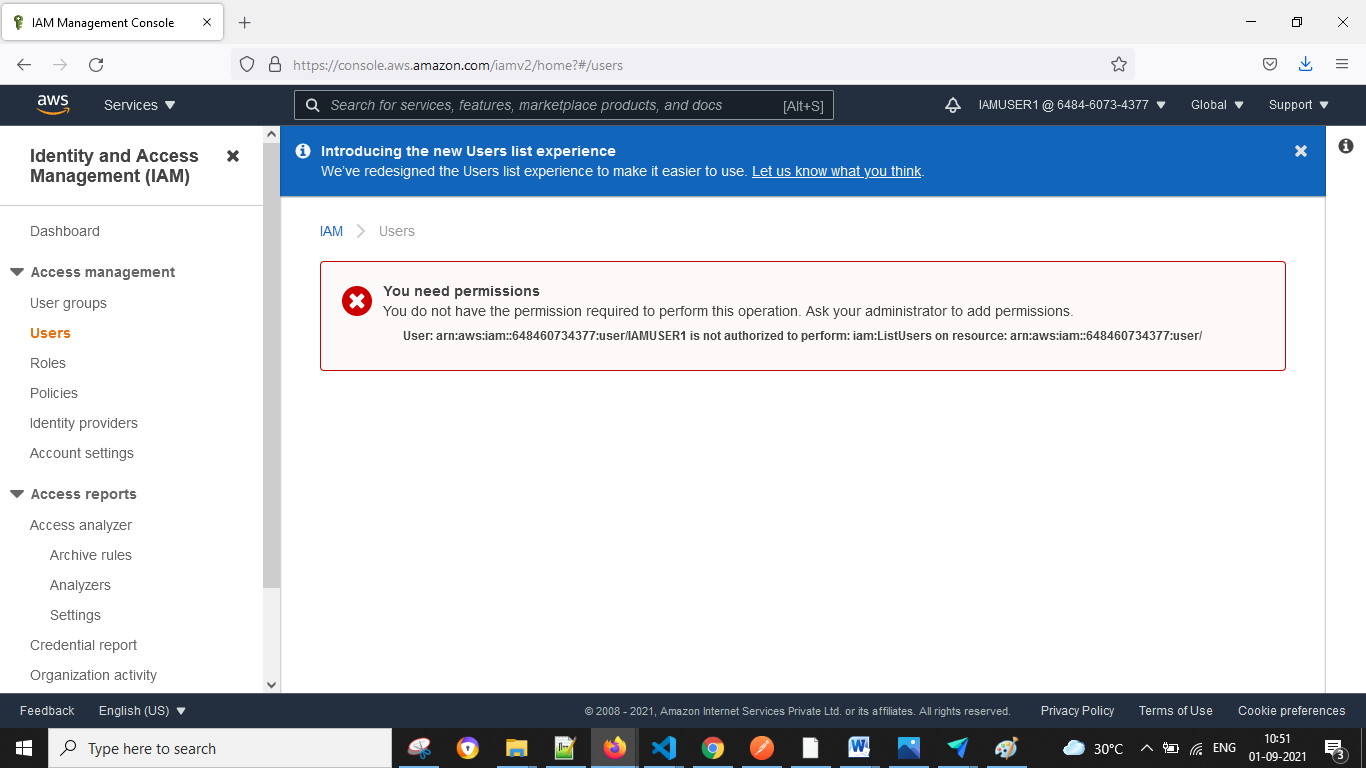 IAM Management Console
https://console.aws.amazon.com/iamv2/home?#/users
aws
Services
Search for services, features, marketplace products, and docs
[Alt+S]
IAMUSER1 @ 6484-6073-4377
Global
Support
Identity and Access
Management (IAM)
Dashboard
Access management
User groups
Users
Roles
Policies
Identity providers
Account settings
Access reports
Access analyzer
Archive rules
Analyzers
Settings
Credential report
Organization activity
Introducing the new Users list experience
We've redesigned the Users list experience to make it easier to use. Let us know what you think.
IAM
Users
You need permissions
You do not have the permission required to perform this operation. Ask your administrator to add permissions.
User: arn:aws:iam::648460734377:user/IAMUSER1 is not authorized to perform: iam:ListUsers on resource: arn:aws:iam::648460734377:user/
Feedback
English (US)
© 2008 - 2021, Amazon Internet Services Private Ltd. or its affiliates. All rights reserved.
Privacy Policy
Terms of Use
Cookie preferences
Type here to search
30°C
ENG
10:51
01-09-2021
3